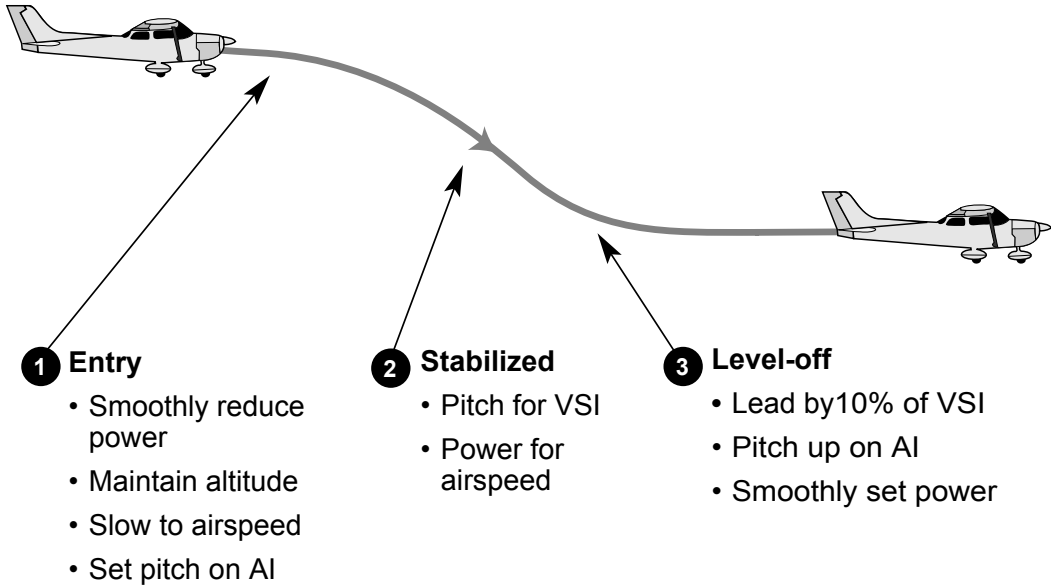 1 Entry
• Smoothly reduce
power
• Maintain altitude
• Slow to airspeed
• Set pitch on AI
2 Stabilized
• Pitch for VSI
• Power for
airspeed
3 Level-off
• Lead by10% of VSI
• Pitch up on AI
• Smoothly set power